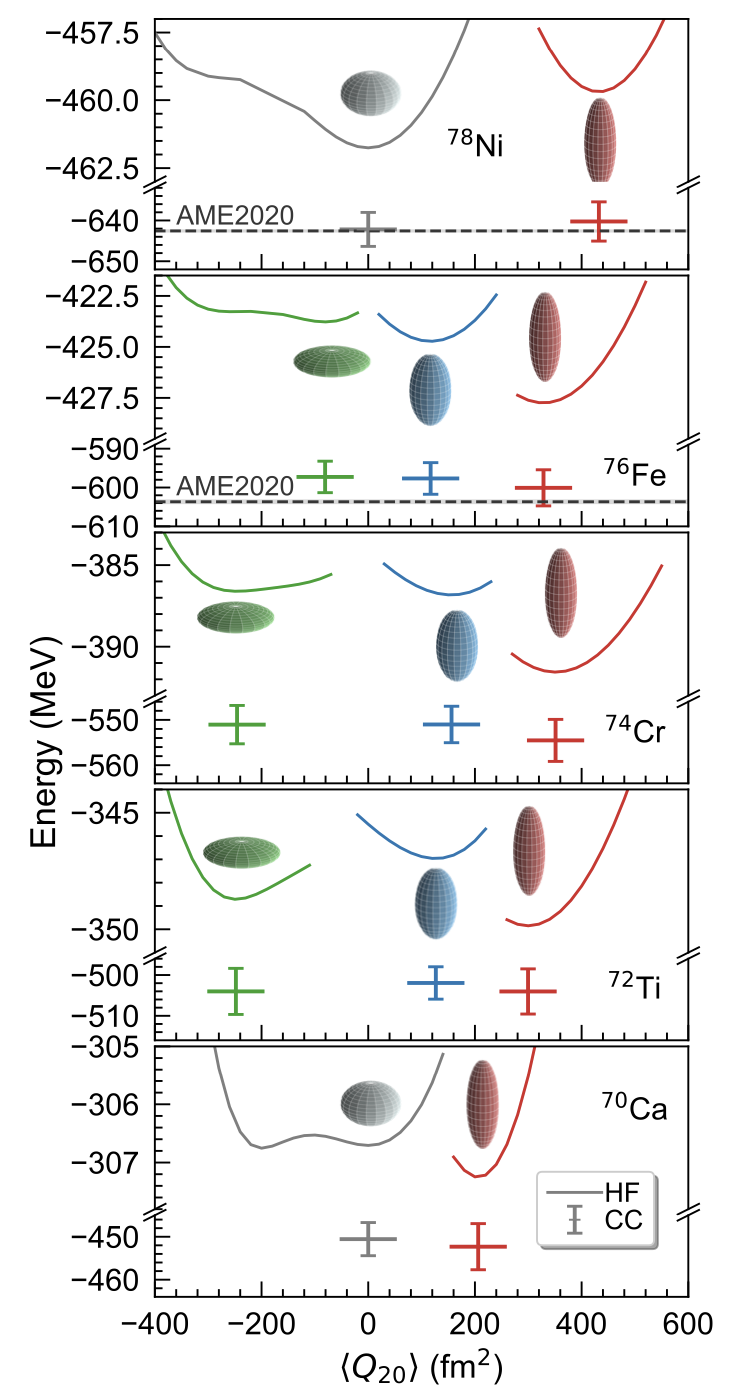 −457.5
−460.0
−462.5
⁷⁸Ni
AME2020
−640
−650
−422.5
−425.0
−427.5
−590
⁷⁶Fe
AME2020
−600
−610
−385
−390
−550
⁷⁴Cr
−560
Energy (MeV)
−345
−350
−500
⁷²Ti
−510
−305
−306
⁷⁰Ca
−307
HF
CC
−450
−460
−400 −200 0 200 400 600
⟨Q₂₀⟩ (fm²)